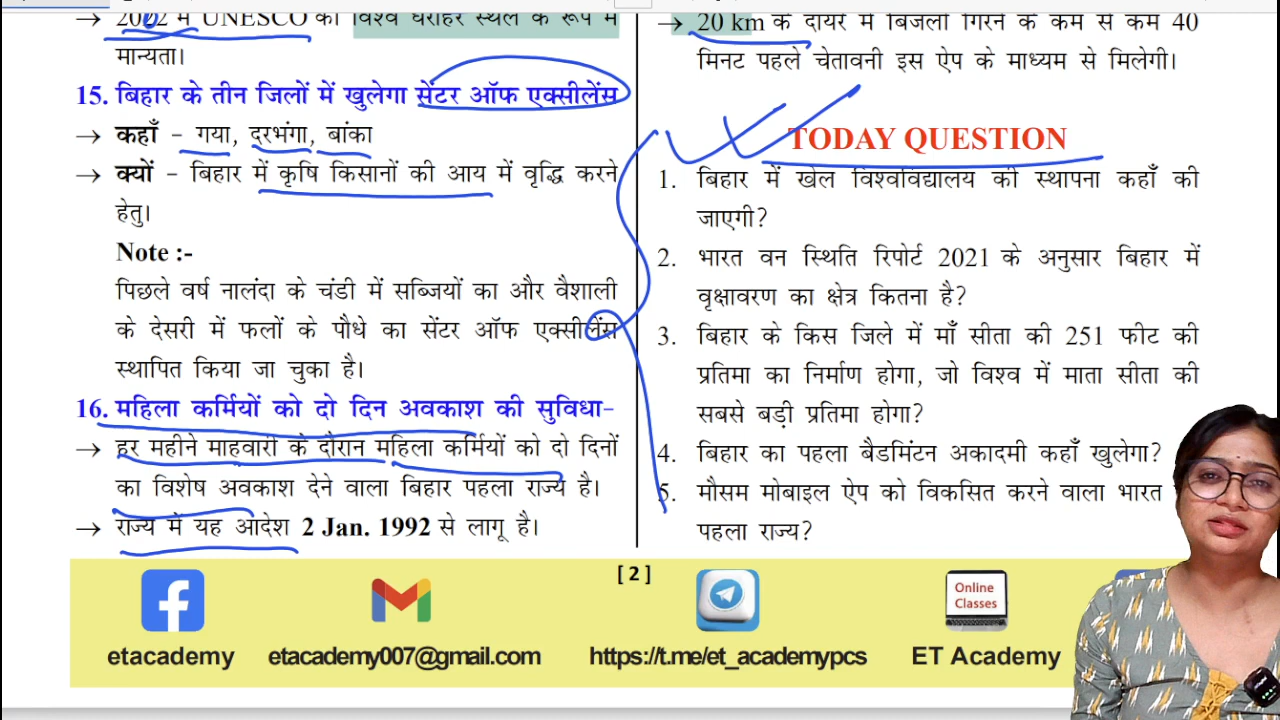 → 2002 में UNESCO की विश्व धरोहर स्थल के रूप में
मान्यता।
15. बिहार के तीन जिलों में खुलेगा सेंटर ऑफ एक्सीलेंस
→ कहाँ – गया, दरभंगा, बांका
→ क्यों – बिहार में कृषि किसानों की आय में वृद्धि करने
हेतु।
Note :-
पिछले वर्ष नालंदा के चंडी में सब्जियों का और वैशाली
के देसरी में फलों के पौधे का सेंटर ऑफ एक्सीलेंस
स्थापित किया जा चुका है।
16. महिला कर्मियों को दो दिन अवकाश की सुविधा–
→ हर महीने माहवारी के दौरान महिला कर्मियों को दो दिनों
का विशेष अवकाश देने वाला बिहार पहला राज्य है।
→ राज्य में यह आदेश 2 Jan. 1992 से लागू है।
→ 20 km के दायरे में बिजली गिरने के कम से कम 40
मिनट पहले चेतावनी इस ऐप के माध्यम से मिलेगी।
TODAY QUESTION
1. बिहार में खेल विश्वविद्यालय की स्थापना कहाँ की
जाएगी?
2. भारत वन स्थिति रिपोर्ट 2021 के अनुसार बिहार में
वृक्षावरण का क्षेत्र कितना है?
3. बिहार के किस जिले में माँ सीता की 251 फीट की
प्रतिमा का निर्माण होगा, जो विश्व में माता सीता की
सबसे बड़ी प्रतिमा होगा?
4. बिहार का पहला बैडमिंटन अकादमी कहाँ खुलेगा?
5. मौसम मोबाइल ऐप को विकसित करने वाला भारत
पहला राज्य?
[ 2 ]
Online
Classes
etacademy etacademy007@gmail.com https://t.me/et_academypcs ET Academy